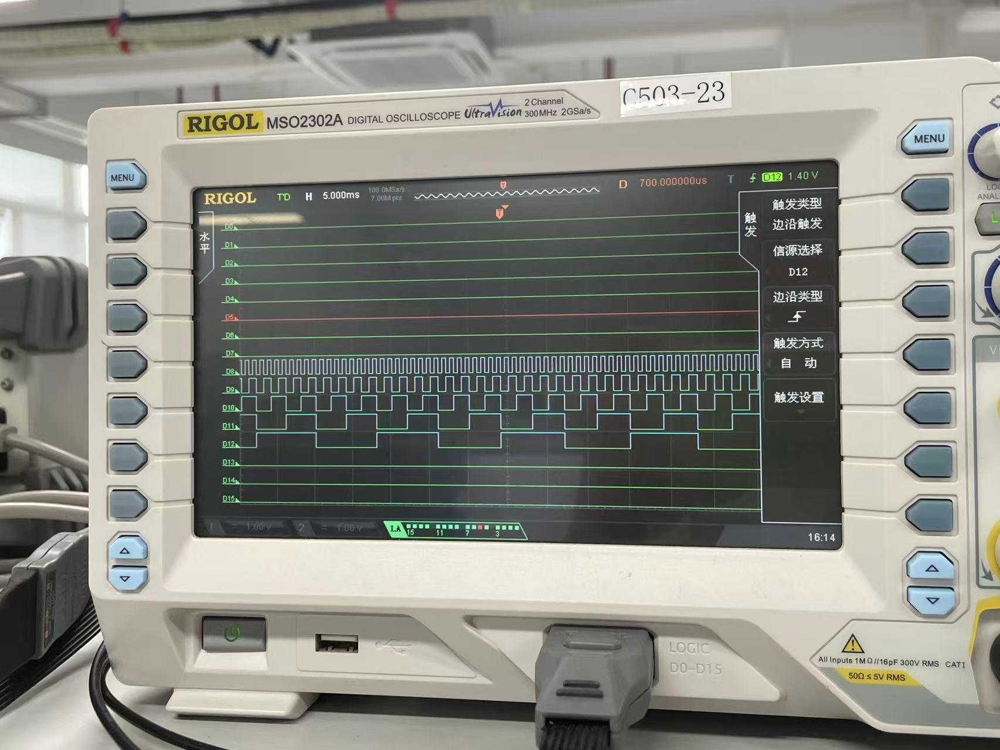 C503-23
RIGOL MSO2302A DIGITAL OSCILLOSCOPE UltraVision 2 Channel
300MHz 2GSa/s
MENU
MENU
RIGOL T'D H 5.000ms 100.0MSa/s
7.00M pts
T
D 700.000000us T D12 1.40 V
T
水平
触发
触发类型
边沿触发
信源选择
D12
边沿类型
触发方式
自 动
触发设置
D0
D1
D2
D3
D4
D5
D6
D7
D8
D9
D10
D11
D12
D13
D14
D15
1 = 1.00 V 2 = 1.00 V LA 15 11 7 3
16:14
LOGIC
D0-D15
All Inputs 1MΩ//16pF 300V RMS CAT I
50Ω ≤ 5V RMS